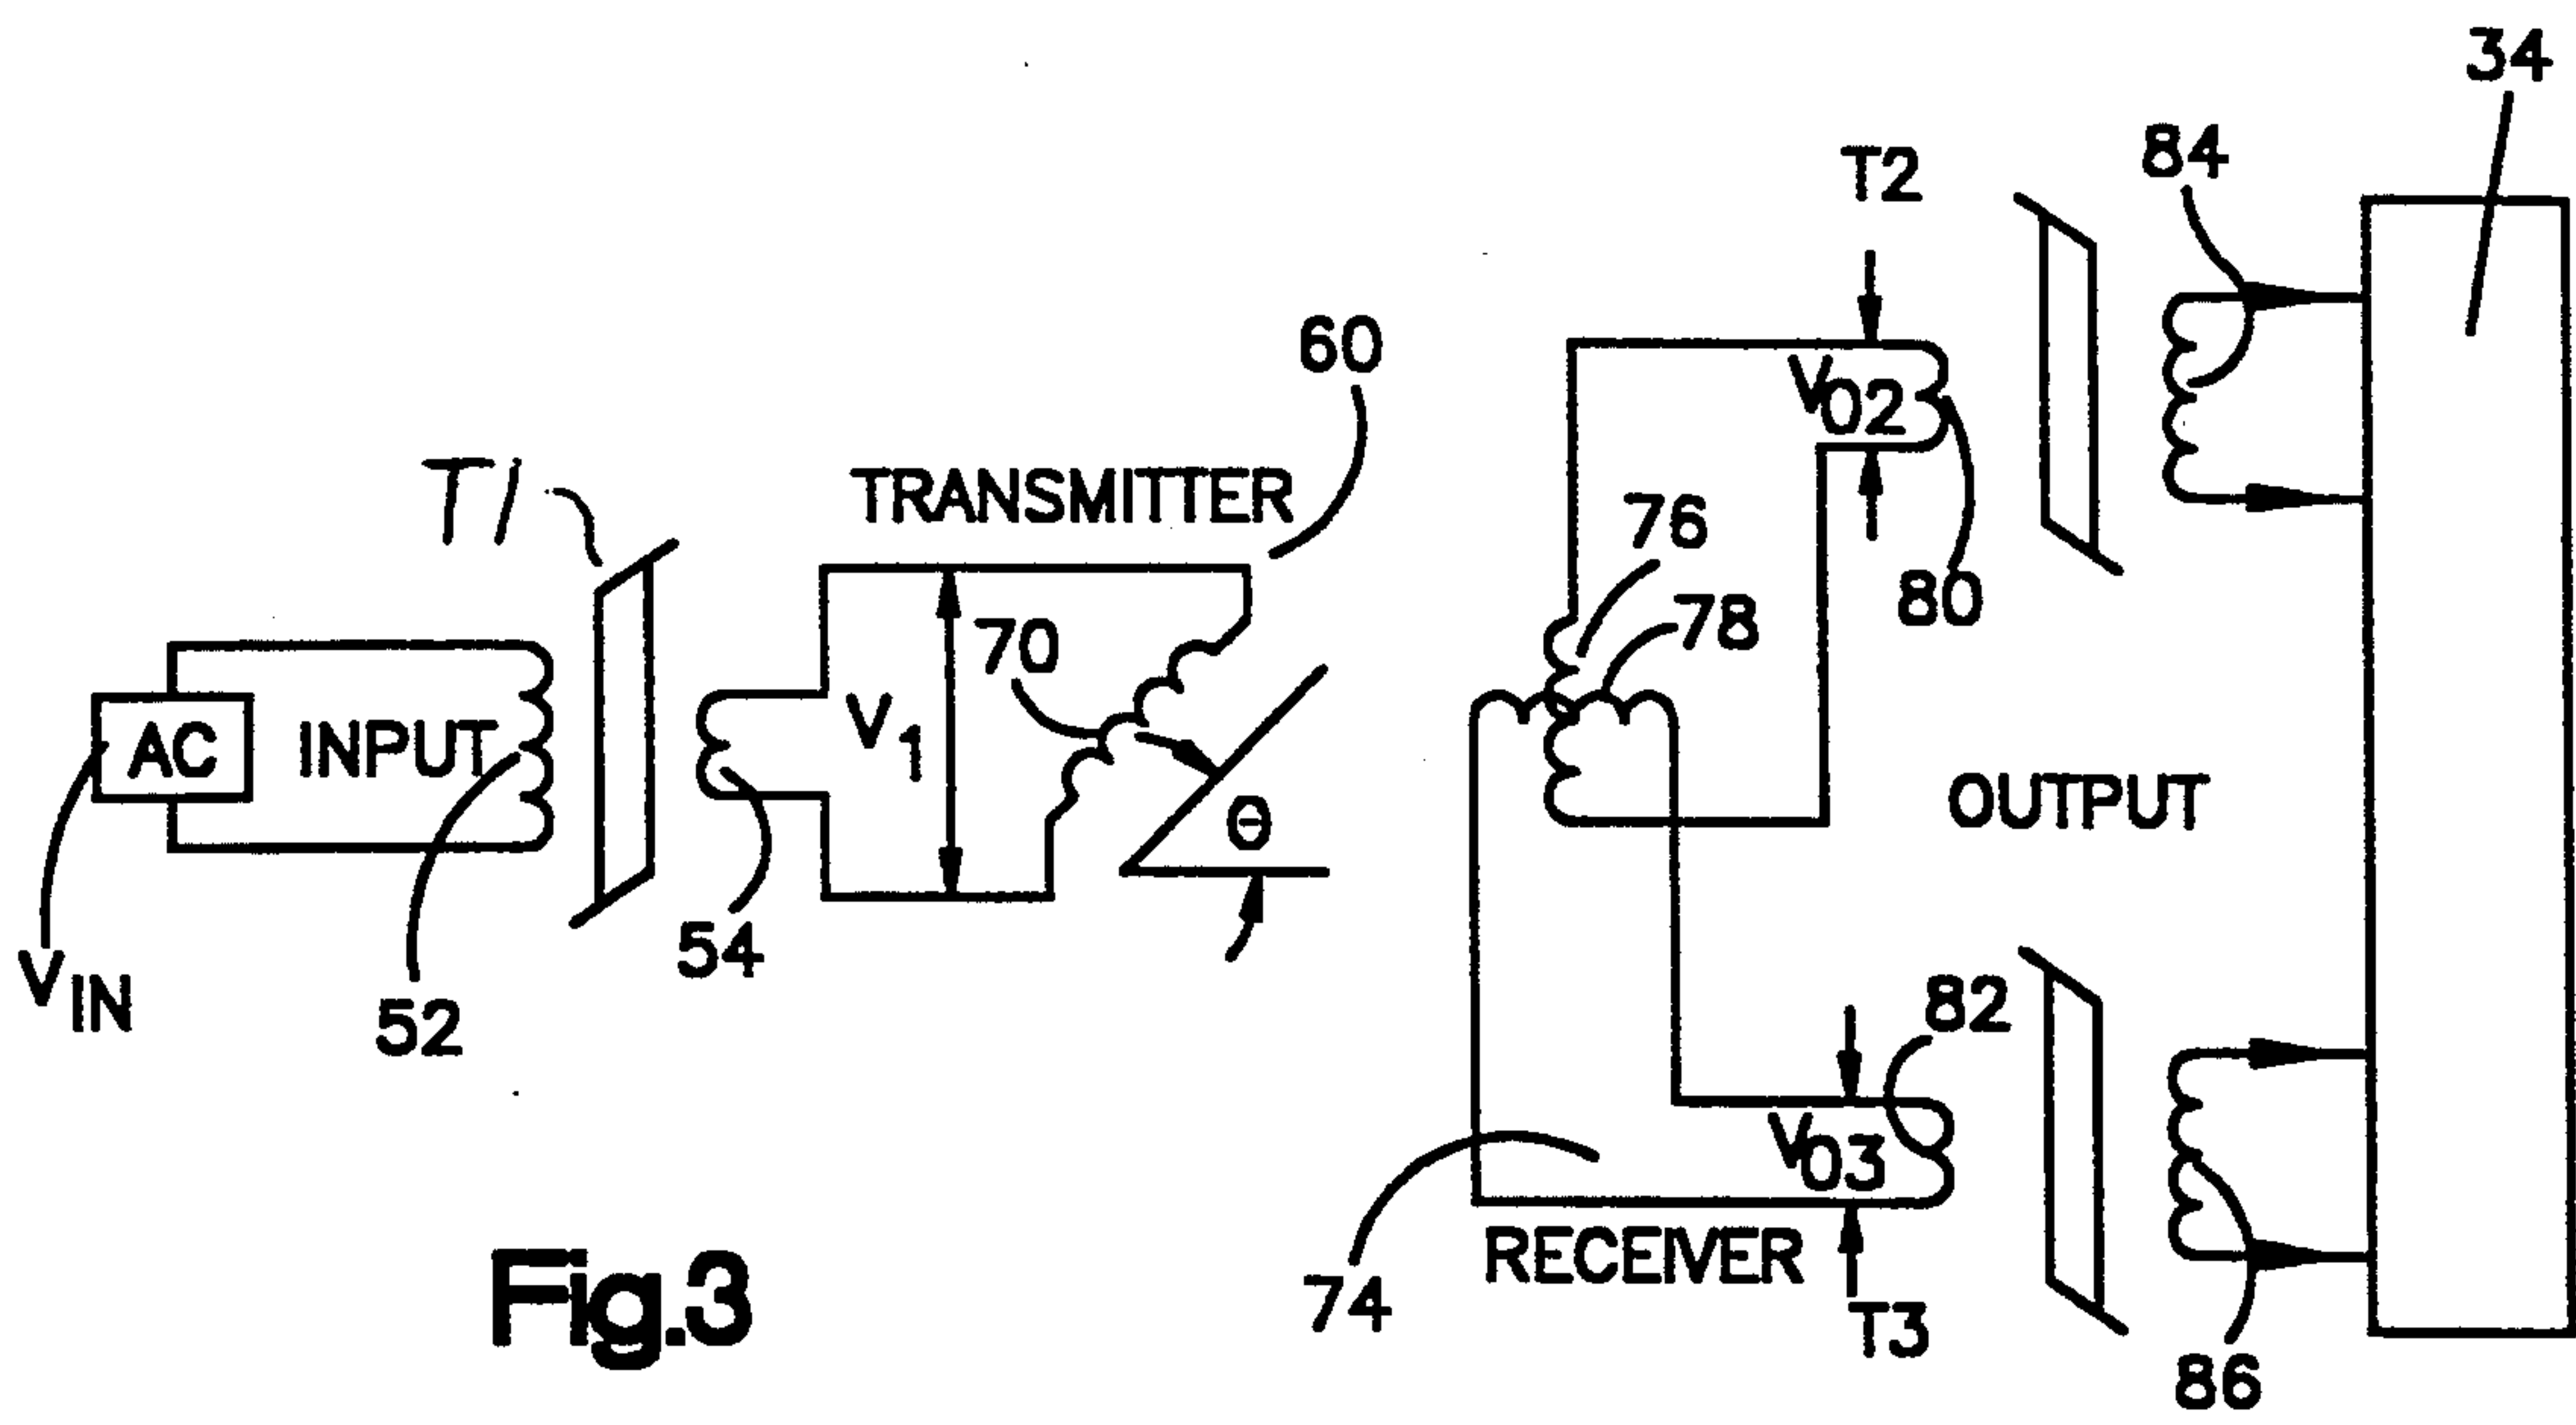 34
84
T2
60
V02
T1
TRANSMITTER
76
80
78
70
V1
AC
INPUT
OUTPUT
θ
54
VIN
52
82
V03
74
RECEIVER
T3
86
Fig.3